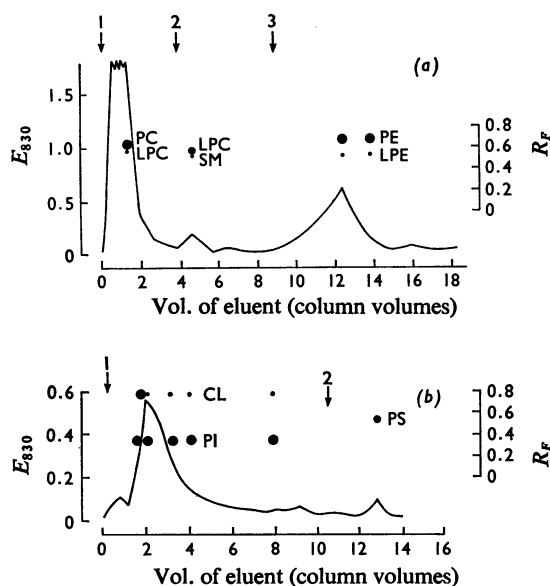 1 2 3
(a)
1.5
1.0
0.5
0
E830
PC
LPC
LPC
SM
PE
LPE
0.8
0.6
0.4
0.2
0
RF
0 2 4 6 8 10 12 14 16 18
Vol. of eluent (column volumes)
1 2
(b)
0.6
0.4
0.2
0
E830
CL
PI
PS
0.8
0.6
0.4
0.2
0
RF
0 2 4 6 8 10 12 14 16
Vol. of eluent (column volumes)